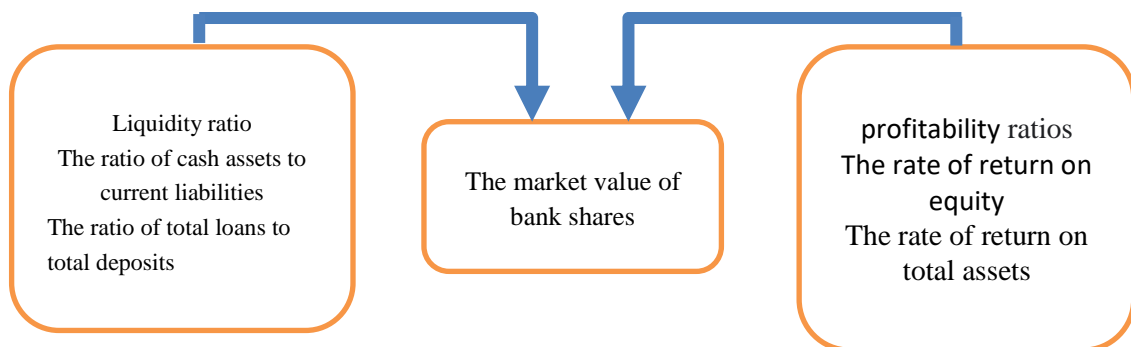 Liquidity ratio
The ratio of cash assets to
current liabilities
The ratio of total loans to
total deposits
The market value of
bank shares
profitability ratios
The rate of return on
equity
The rate of return on
total assets